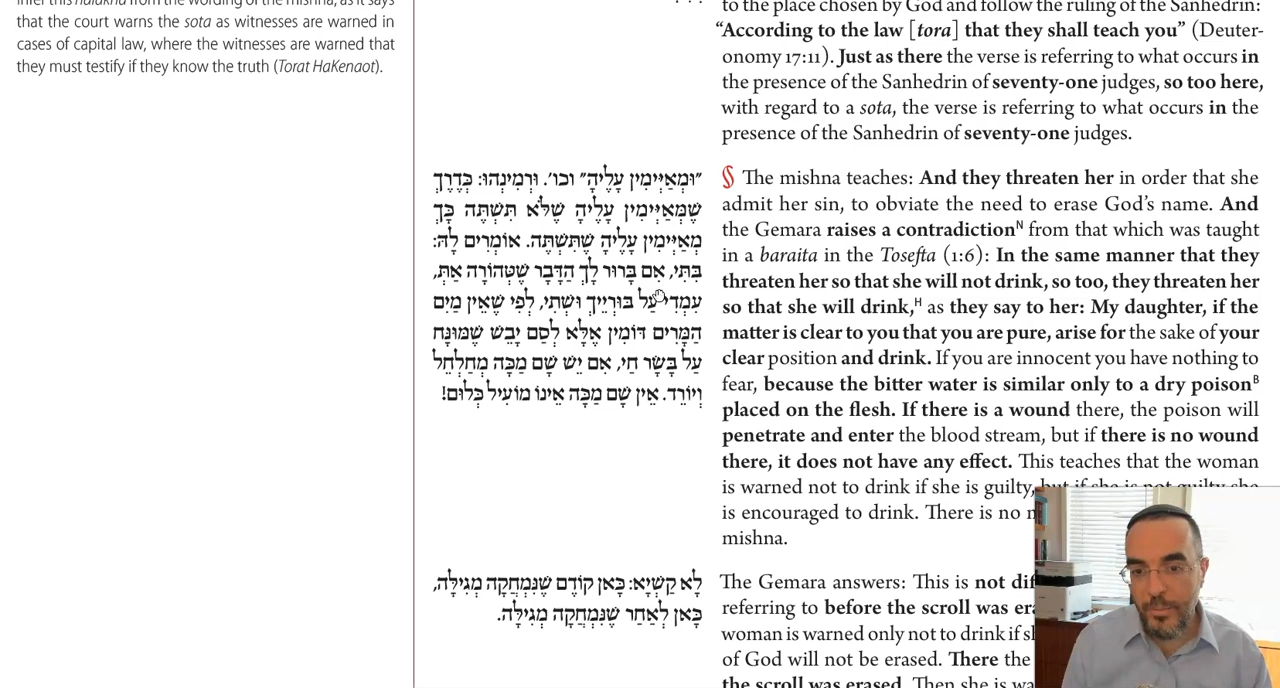 infer this halakha from the wording of the mishna, as it says
that the court warns the sota as witnesses are warned in
cases of capital law, where the witnesses are warned that
they must testify if they know the truth (Torat HaKenaot).
to the place chosen by God and follow the ruling of the Sanhedrin:
“According to the law [tora] that they shall teach you” (Deuter-
onomy 17:11). Just as there the verse is referring to what occurs in
the presence of the Sanhedrin of seventy-one judges, so too here,
with regard to a sota, the verse is referring to what occurs in the
presence of the Sanhedrin of seventy-one judges.
״וּמְאַיְּימִין עָלֶיהָ״ וכו׳. וּרְמִינְהוּ: כְּדֶרֶךְ
שֶׁמְּאַיְּימִין עָלֶיהָ שֶׁלֹּא תִּשְׁתֶּה כָּךְ
מְאַיְּימִין עָלֶיהָ שֶׁתִּשְׁתֶּה. אוֹמְרִים לָהּ:
בִּתִּי, אִם בָּרוּר לָךְ הַדָּבָר שֶׁטְּהוֹרָה אַתְּ,
עִמְדִי עַל בּוּרְיֵיךְ וּשְׁתִי, לְפִי שֶׁאֵין מַיִם
הַמָּרִים דּוֹמִין אֶלָּא לְסַם יָבֵשׁ שֶׁמּוּנָּח
עַל בָּשָׂר חַי, אִם יֵשׁ שָׁם מַכָּה מְחַלְחֵל
וְיוֹרֵד. אֵין שָׁם מַכָּה אֵינוֹ מוֹעִיל כְּלוּם!
§ The mishna teaches: And they threaten her in order that she
admit her sin, to obviate the need to erase God’s name. And
the Gemara raises a contradictionᴺ from that which was taught
in a baraita in the Tosefta (1:6): In the same manner that they
threaten her so that she will not drink, so too, they threaten her
so that she will drink,ᴴ as they say to her: My daughter, if the
matter is clear to you that you are pure, arise for the sake of your
clear position and drink. If you are innocent you have nothing to
fear, because the bitter water is similar only to a dry poisonᴮ
placed on the flesh. If there is a wound there, the poison will
penetrate and enter the blood stream, but if there is no wound
there, it does not have any effect. This teaches that the woman
is warned not to drink if she is guilty, but if she is not guilty she
is encouraged to drink. There is no
mishna.
לָא קַשְׁיָא: כָּאן קוֹדֶם שֶׁנִּמְחֲקָה מְגִילָּה,
כָּאן לְאַחַר שֶׁנִּמְחֲקָה מְגִילָּה.
The Gemara answers: This is not
referring to before the scroll was
woman is warned only not to drink if
of God will not be erased. There the
the scroll was erased. Then she is